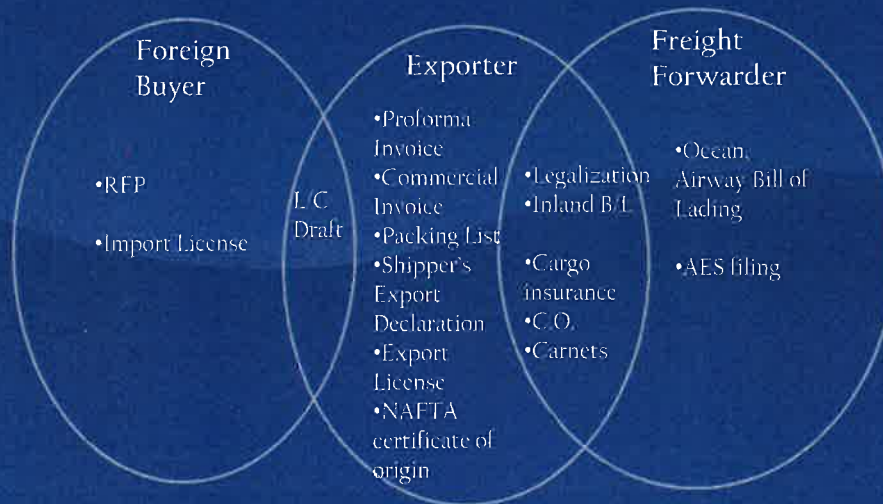 Foreign
Buyer
•RFP
•Import License
L/C
Draft
Exporter
•Proforma
Invoice
•Commercial
Invoice
•Packing List
•Shipper's
Export
Declaration
•Export
License
•NAFTA
certificate of
origin
•Legalization
•Inland B/L
•Cargo
insurance
•C.O.
•Carnets
Freight
Forwarder
•Ocean,
Airway Bill of
Lading
•AES filing